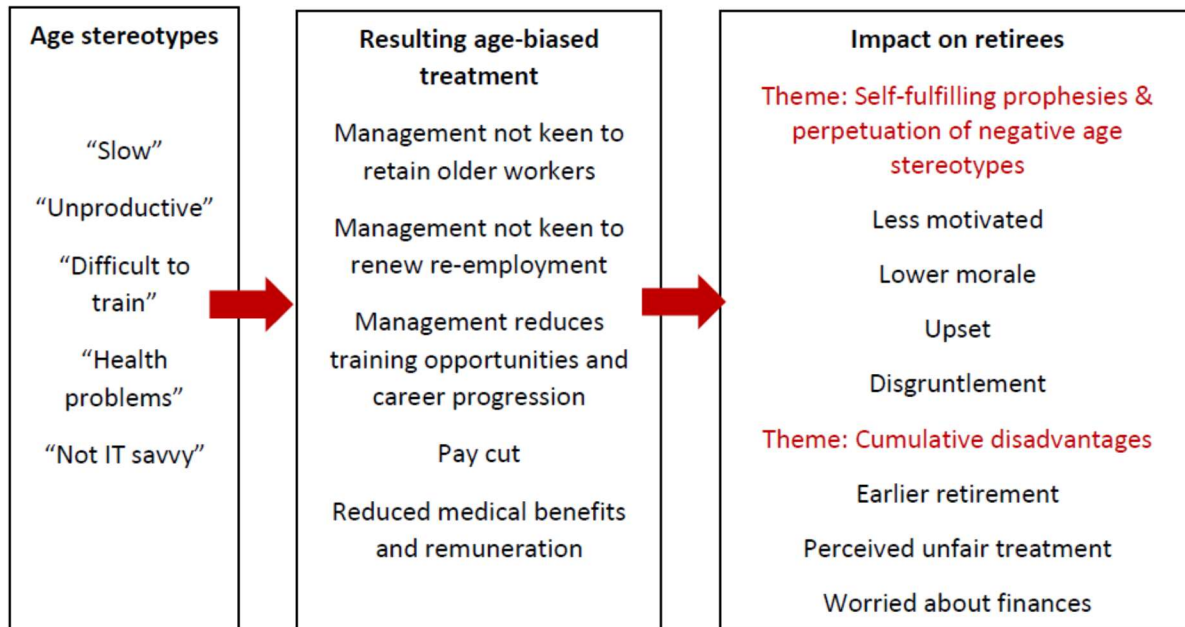 Age stereotypes
“Slow”
“Unproductive”
“Difficult to
train”
“Health
problems”
“Not IT savvy”
Resulting age-biased
treatment
Management not keen to
retain older workers
Management not keen to
renew re-employment
Management reduces
training opportunities and
career progression
Pay cut
Reduced medical benefits
and remuneration
Impact on retirees
Theme: Self-fulfilling prophesies &
perpetuation of negative age
stereotypes
Less motivated
Lower morale
Upset
Disgruntlement
Theme: Cumulative disadvantages
Earlier retirement
Perceived unfair treatment
Worried about finances